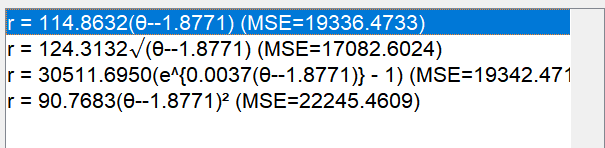 r = 114.8632(θ--1.8771) (MSE=19336.4733)
r = 124.3132√(θ--1.8771) (MSE=17082.6024)
r = 30511.6950(e^{0.0037(θ--1.8771)} - 1) (MSE=19342.471
r = 90.7683(θ--1.8771)² (MSE=22245.4609)